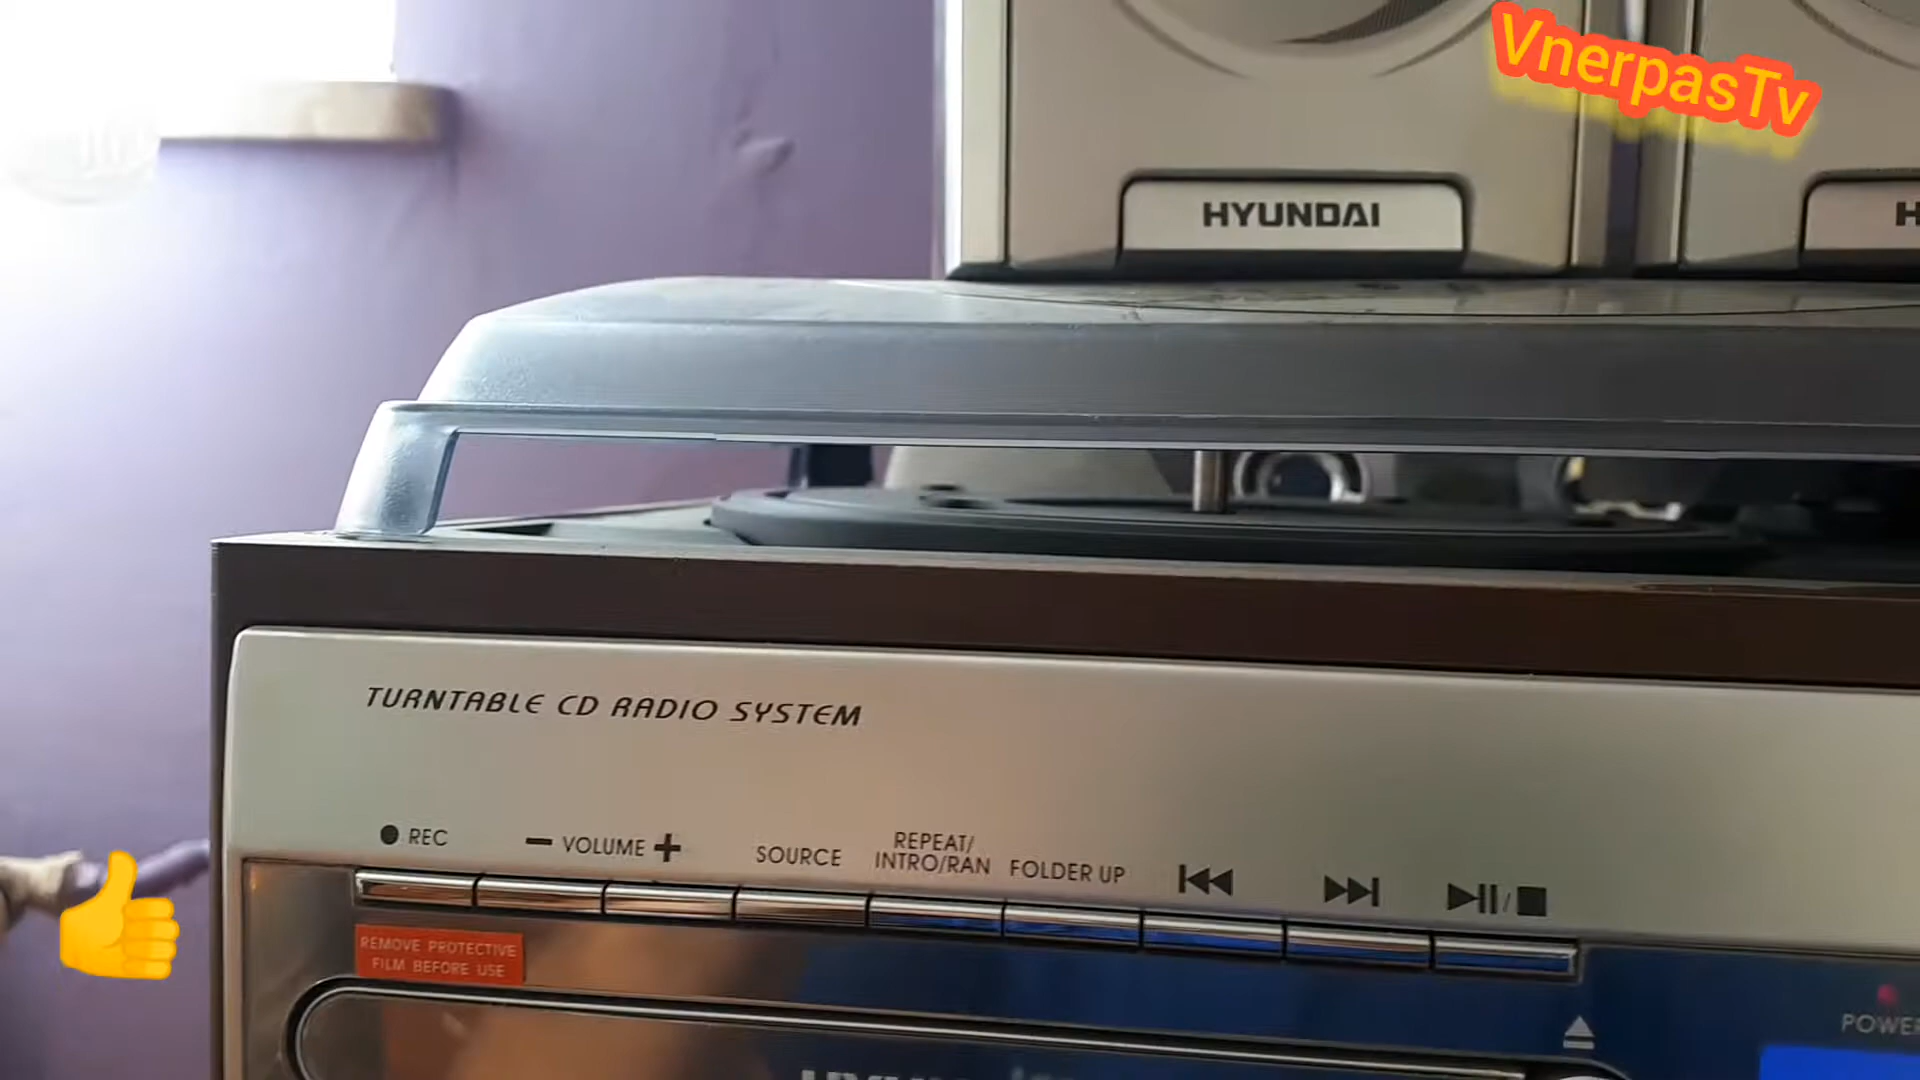 VnerpasTv
HYUNDAI
TURNTABLE CD RADIO SYSTEM
REC
VOLUME
SOURCE
REPEAT/
INTRO/RAN
FOLDER UP
REMOVE PROTECTIVE
FILM BEFORE USE